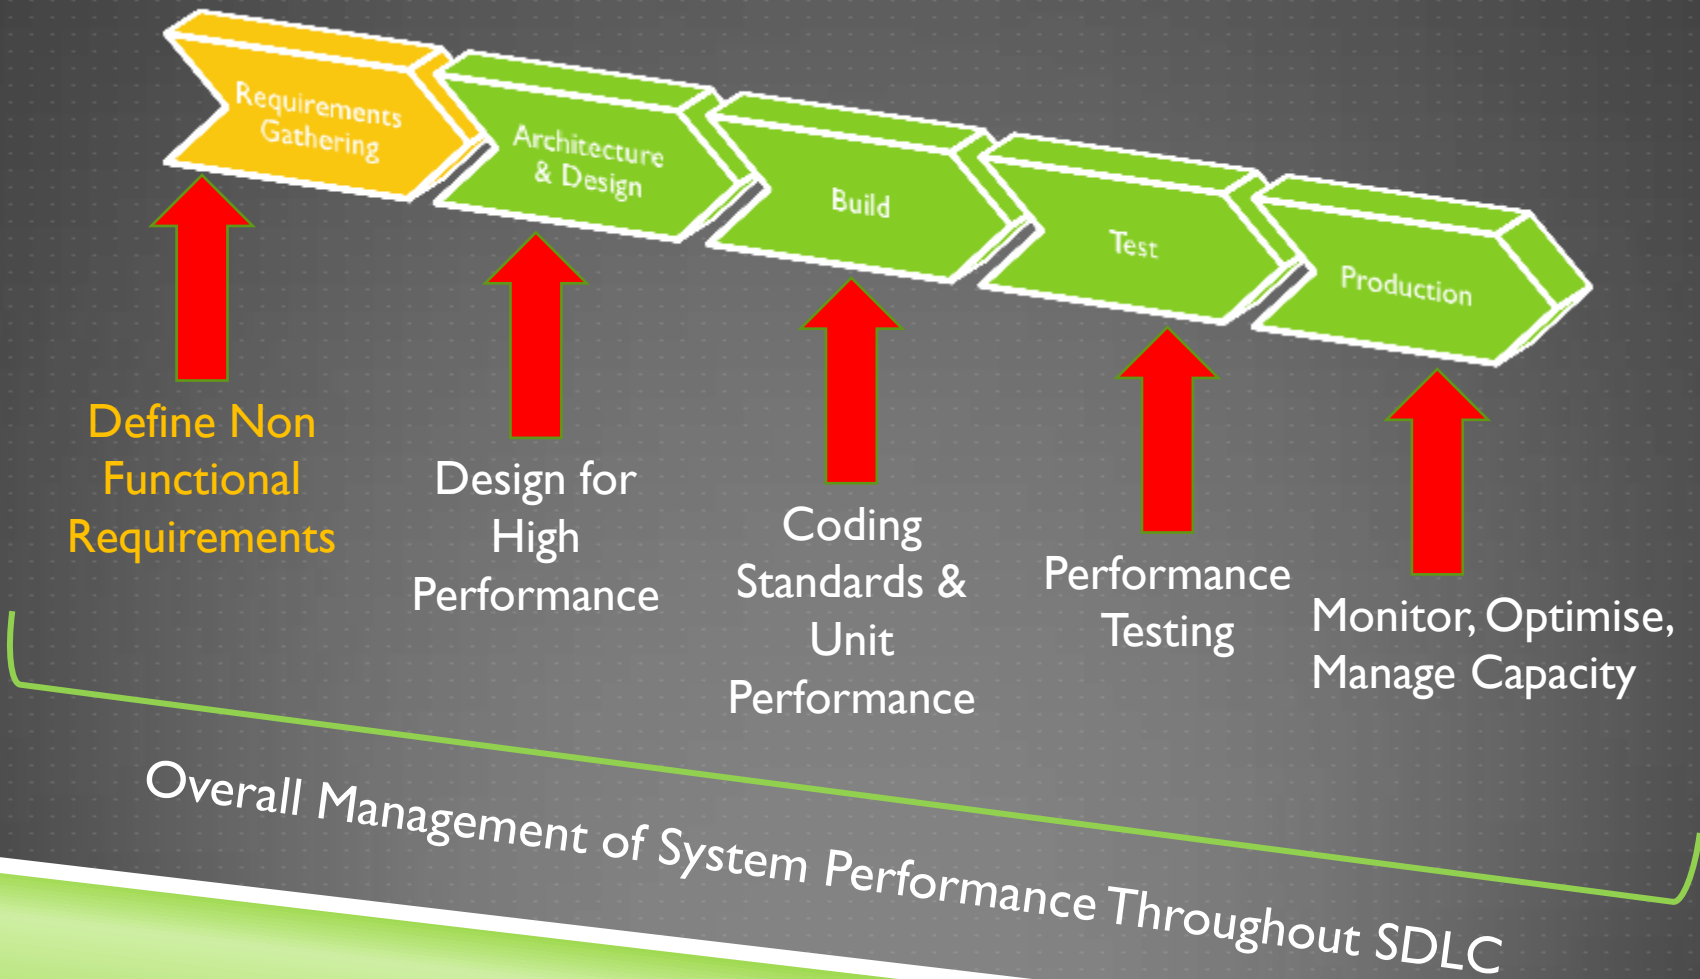 Requirements
Gathering
Architecture
& Design
Build
Test
Production
Define Non
Functional
Requirements
Design for
High
Performance
Coding
Standards &
Unit
Performance
Performance
Testing
Monitor, Optimise,
Manage Capacity
Overall Management of System Performance Throughout SDLC